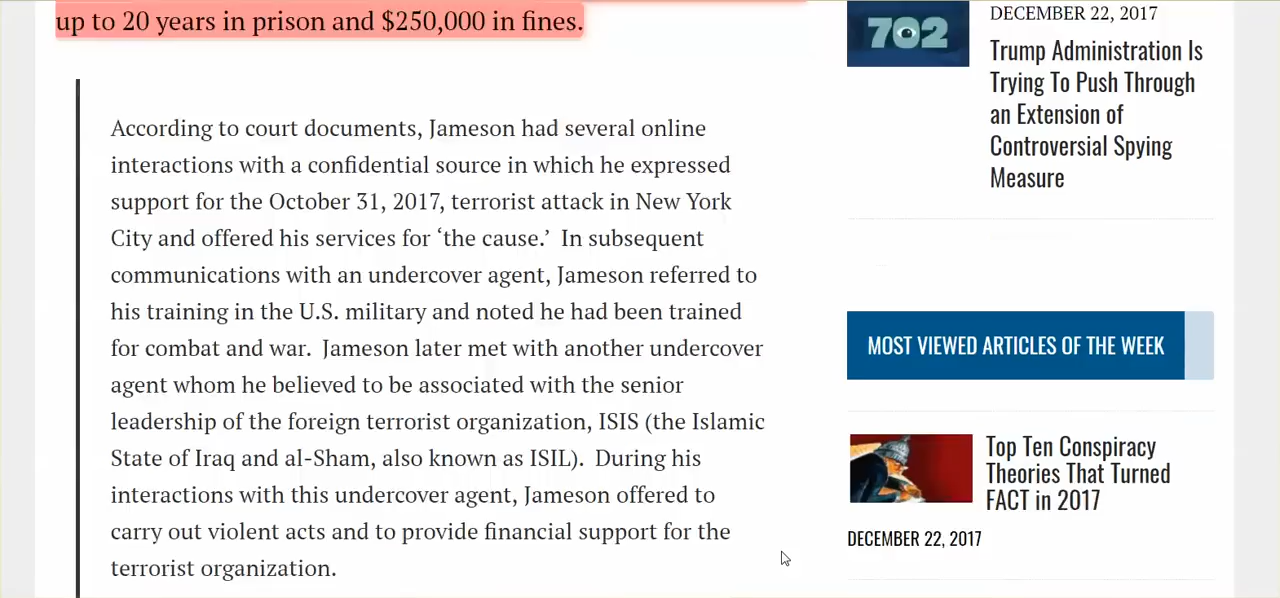 up to 20 years in prison and $250,000 in fines.
According to court documents, Jameson had several online
interactions with a confidential source in which he expressed
support for the October 31, 2017, terrorist attack in New York
City and offered his services for ‘the cause.’  In subsequent
communications with an undercover agent, Jameson referred to
his training in the U.S. military and noted he had been trained
for combat and war.  Jameson later met with another undercover
agent whom he believed to be associated with the senior
leadership of the foreign terrorist organization, ISIS (the Islamic
State of Iraq and al-Sham, also known as ISIL).  During his
interactions with this undercover agent, Jameson offered to
carry out violent acts and to provide financial support for the
terrorist organization.
702
DECEMBER 22, 2017
Trump Administration Is
Trying To Push Through
an Extension of
Controversial Spying
Measure
MOST VIEWED ARTICLES OF THE WEEK
Top Ten Conspiracy
Theories That Turned
FACT in 2017
DECEMBER 22, 2017